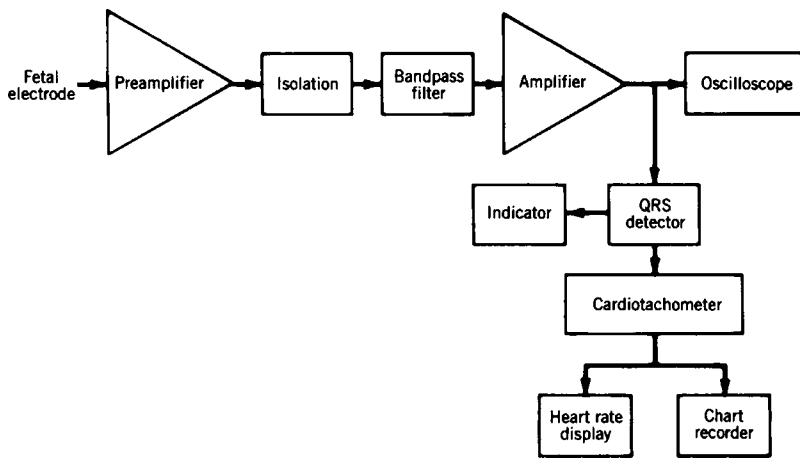 Fetal
electrode
Preamplifier
Isolation
Bandpass
filter
Amplifier
Oscilloscope
Indicator
QRS
detector
Cardiotachometer
Heart rate
display
Chart
recorder